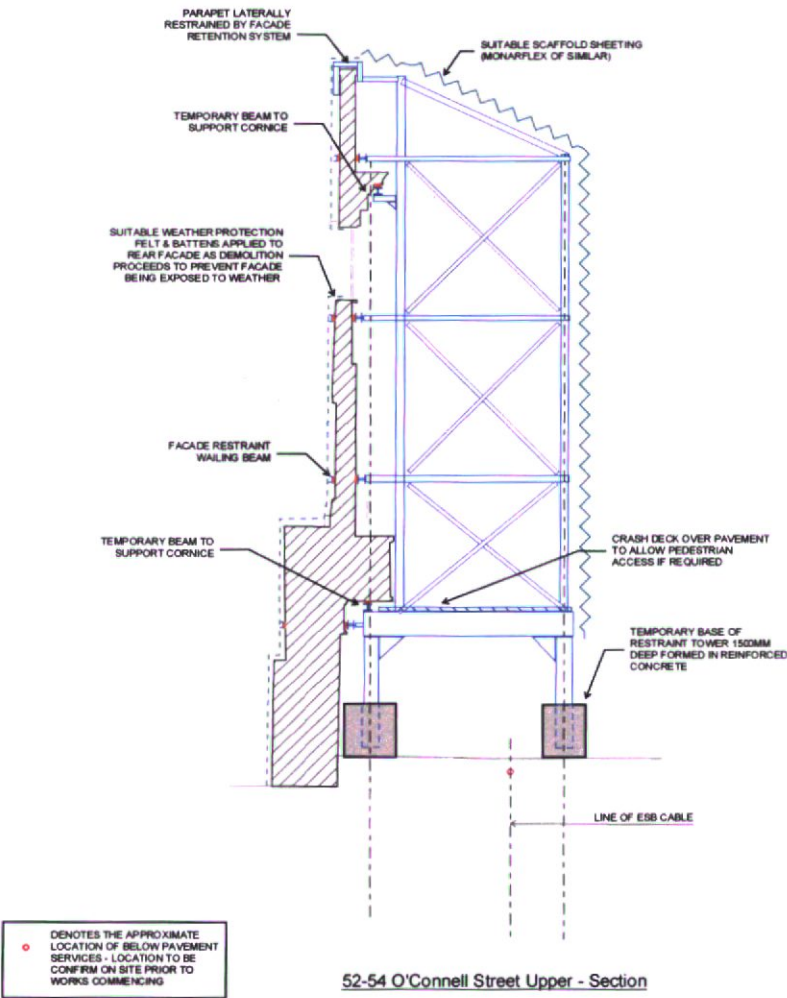 PARAPET LATERALLY
RESTRAINED BY FACADE
RETENTION SYSTEM
SUITABLE SCAFFOLD SHEETING
(MONARFLEX OF SIMILAR)
TEMPORARY BEAM TO
SUPPORT CORNICE
SUITABLE WEATHER PROTECTION
FELT & BATTENS APPLIED TO
REAR FACADE AS DEMOLITION
PROCEEDS TO PREVENT FACADE
BEING EXPOSED TO WEATHER
FACADE RESTRAINT
WAILING BEAM
TEMPORARY BEAM TO
SUPPORT CORNICE
CRASH DECK OVER PAVEMENT
TO ALLOW PEDESTRIAN
ACCESS IF REQUIRED
TEMPORARY BASE OF
RESTRAINT TOWER 1500MM
DEEP FORMED IN REINFORCED
CONCRETE
LINE OF ESB CABLE
DENOTES THE APPROXIMATE
LOCATION OF BELOW PAVEMENT
SERVICES - LOCATION TO BE
CONFIRM ON SITE PRIOR TO
WORKS COMMENCING
52-54 O'Connell Street Upper - Section